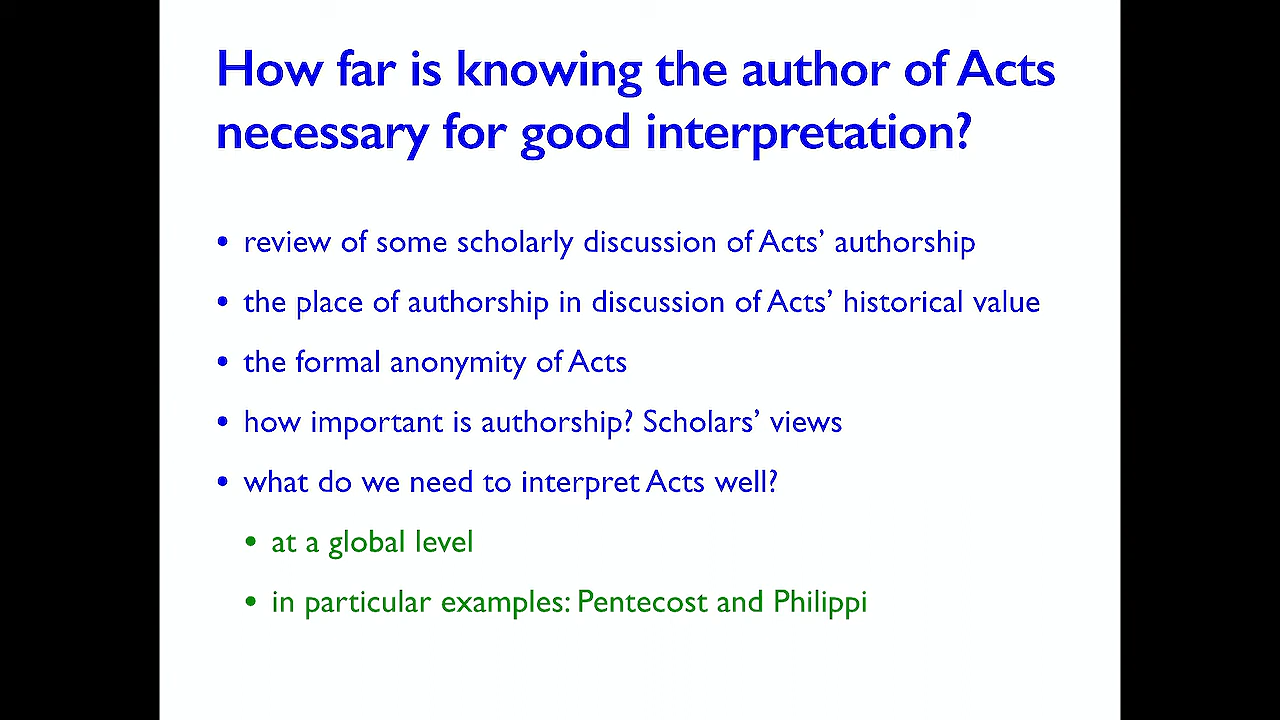 How far is knowing the author of Acts
necessary for good interpretation?
• review of some scholarly discussion of Acts’ authorship
• the place of authorship in discussion of Acts’ historical value
• the formal anonymity of Acts
• how important is authorship? Scholars’ views
• what do we need to interpret Acts well?
• at a global level
• in particular examples: Pentecost and Philippi